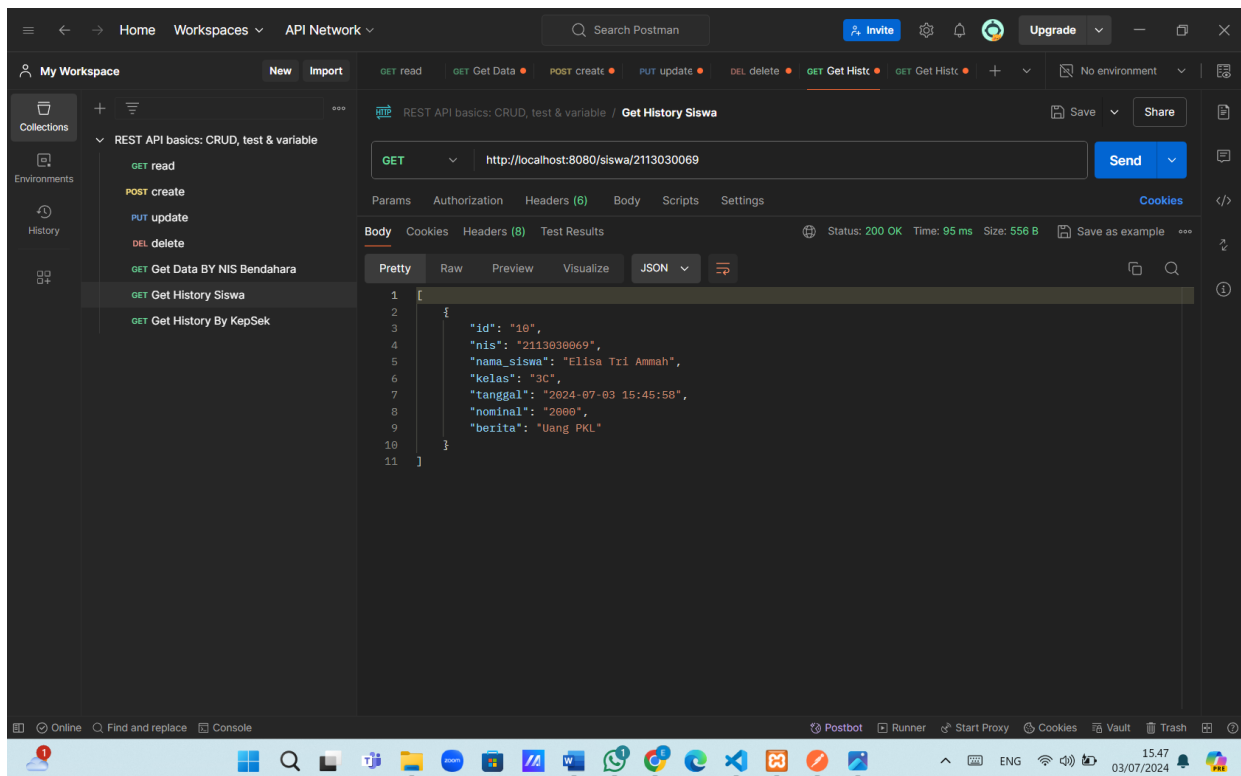 Home Workspaces API Network Search Postman Invite Upgrade
My Workspace New Import GET read GET Get Data POST create PUT update DEL delete GET Get Histo GET Get Histo No environment
Collections
Environments
History
REST API basics: CRUD, test & variable
GET read
POST create
PUT update
DEL delete
GET Get Data BY NIS Bendahara
GET Get History Siswa
GET Get History By KepSek
HTTP REST API basics: CRUD, test & variable / Get History Siswa Save Share
GET http://localhost:8080/siswa/2113030069 Send
Params Authorization Headers (6) Body Scripts Settings Cookies
Body Cookies Headers (8) Test Results Status: 200 OK Time: 95 ms Size: 556 B Save as example
Pretty Raw Preview Visualize JSON
1 [
2 {
3 "id": "10",
4 "nis": "2113030069",
5 "nama_siswa": "Elisa Tri Ammah",
6 "kelas": "3C",
7 "tanggal": "2024-07-03 15:45:58",
8 "nominal": "2000",
9 "berita": "Uang PKL"
10 }
11 ]
Online Find and replace Console Postbot Runner Start Proxy Cookies Vault Trash
1 zoom 1 E ENG 15.47
03/07/2024 PRE